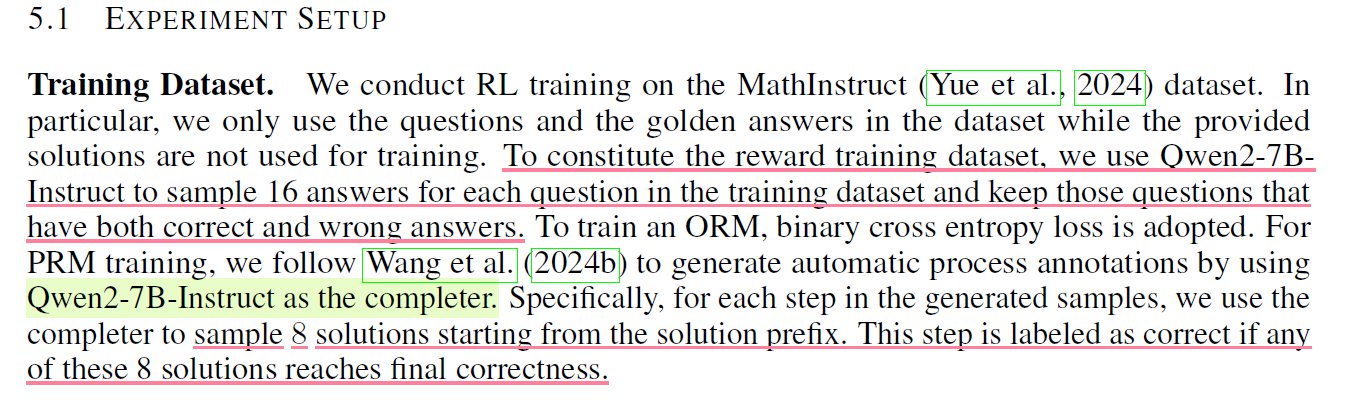 5.1 EXPERIMENT SETUP
Training Dataset. We conduct RL training on the MathInstruct (Yue et al., 2024) dataset. In
particular, we only use the questions and the golden answers in the dataset while the provided
solutions are not used for training. To constitute the reward training dataset, we use Qwen2-7B-
Instruct to sample 16 answers for each question in the training dataset and keep those questions that
have both correct and wrong answers. To train an ORM, binary cross entropy loss is adopted. For
PRM training, we follow Wang et al. (2024b) to generate automatic process annotations by using
Qwen2-7B-Instruct as the completer. Specifically, for each step in the generated samples, we use the
completer to sample 8 solutions starting from the solution prefix. This step is labeled as correct if any
of these 8 solutions reaches final correctness.